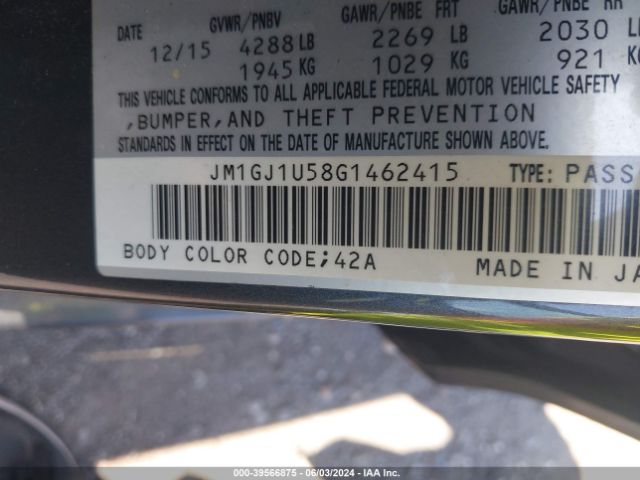 GVWR/PNBV GAWR/PNBE FRT GAWR/PNBE RR
DATE
12/15 4288 LB 2269 LB 2030 L
1945 KG 1029 KG 921 KG
THIS VEHICLE CONFORMS TO ALL APPLICABLE FEDERAL MOTOR VEHICLE SAFETY
,BUMPER,AND THEFT PREVENTION
STANDARDS IN EFFECT ON THE DATE OF MANUFACTURE SHOWN ABOVE.
JM1GJ1U58G1462415 TYPE: PASS
BODY COLOR CODE;42A MADE IN JA
000-39566875 | 06/03/2024 | IAA Inc.